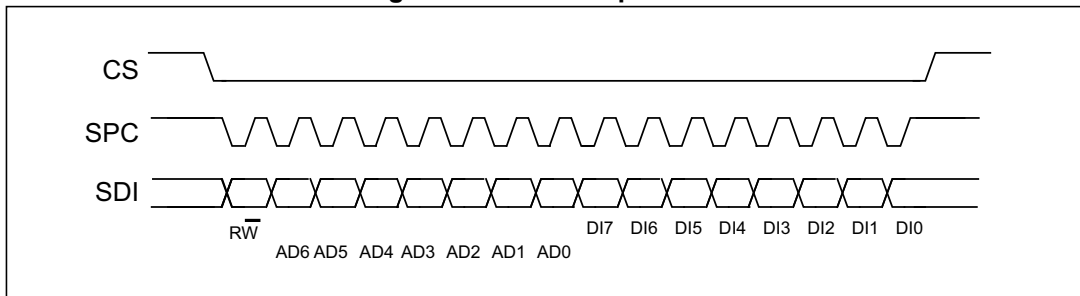 CS
SPC
SDI
RW̅
DI7 DI6 DI5 DI4 DI3 DI2 DI1 DI0
AD6 AD5 AD4 AD3 AD2 AD1 AD0